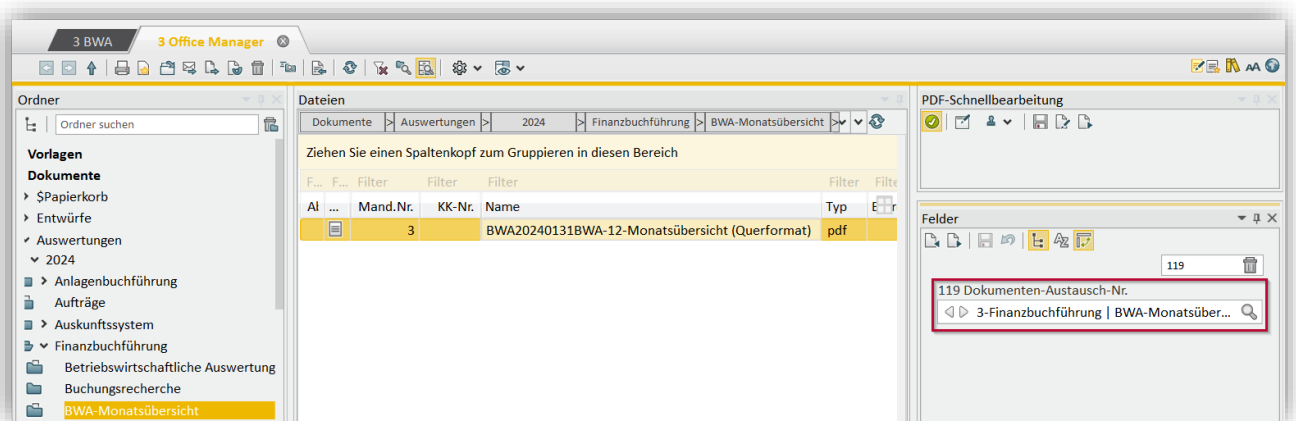 3 BWA
3 Office Manager
Ordner
Ordner suchen
Vorlagen
Dokumente
$Papierkorb
Entwürfe
Auswertungen
2024
Anlagenbuchführung
Aufträge
Auskunftssystem
Finanzbuchführung
Betriebswirtschaftliche Auswertung
Buchungsrecherche
BWA-Monatsübersicht
Dateien
Dokumente > Auswertungen > 2024 > Finanzbuchführung > BWA-Monatsübersicht >
Ziehen Sie einen Spaltenkopf zum Gruppieren in diesen Bereich
F... F... Filter Filter Filter Filter Filte
... Mand.Nr. KK-Nr. Name Typ
3 BWA20240131BWA-12-Monatsübersicht (Querformat) pdf
PDF-Schnellbearbeitung
Felder
119
119 Dokumenten-Austausch-Nr.
3-Finanzbuchführung | BWA-Monatsüber...